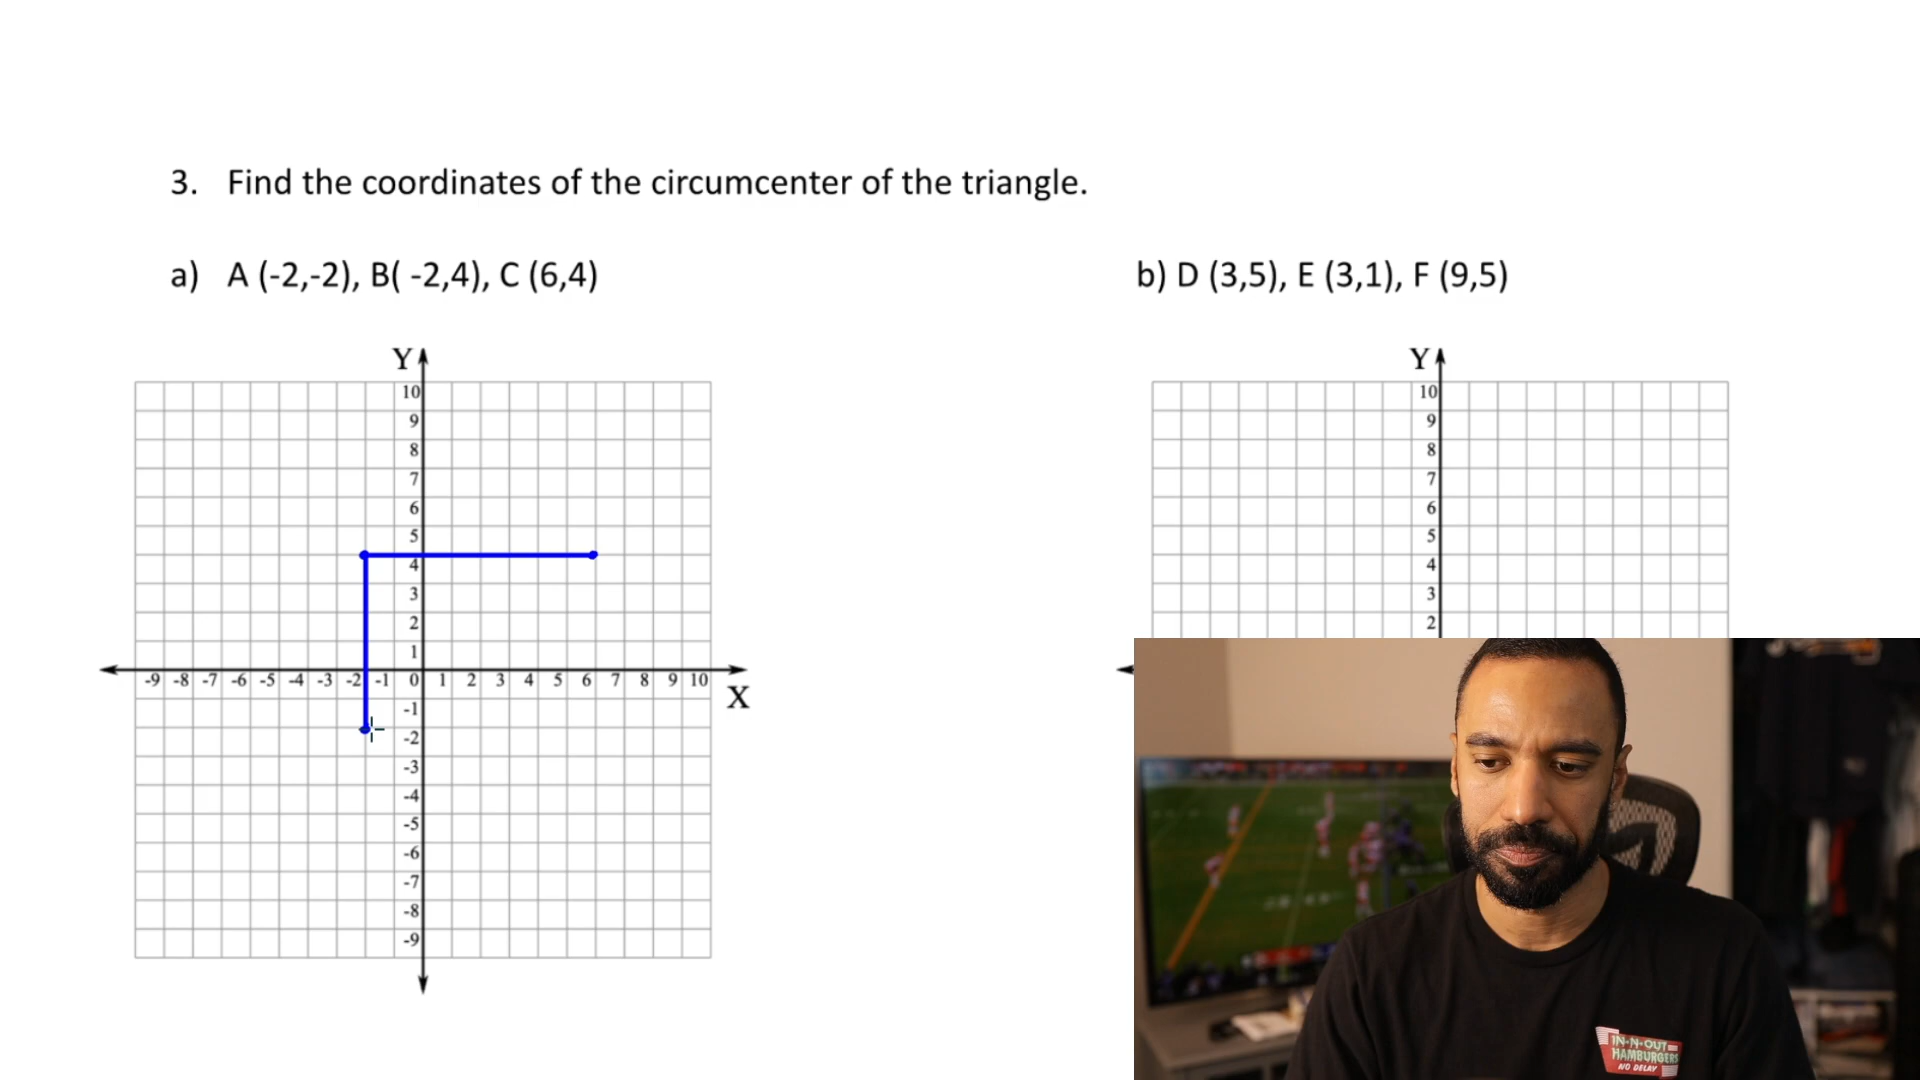 3. Find the coordinates of the circumcenter of the triangle.
a) A (-2,-2), B( -2,4), C (6,4)
b) D (3,5), E (3,1), F (9,5)
Y
10
9
8
7
6
5
4
3
2
1
-9 -8 -7 -6 -5 -4 -3 -2 -1 0 1 2 3 4 5 6 7 8 9 10
X
-1
-2
-3
-4
-5
-6
-7
-8
-9
Y
10
9
8
7
6
5
4
3
2
IN-N-OUT
HAMBURGERS
NO DELAY